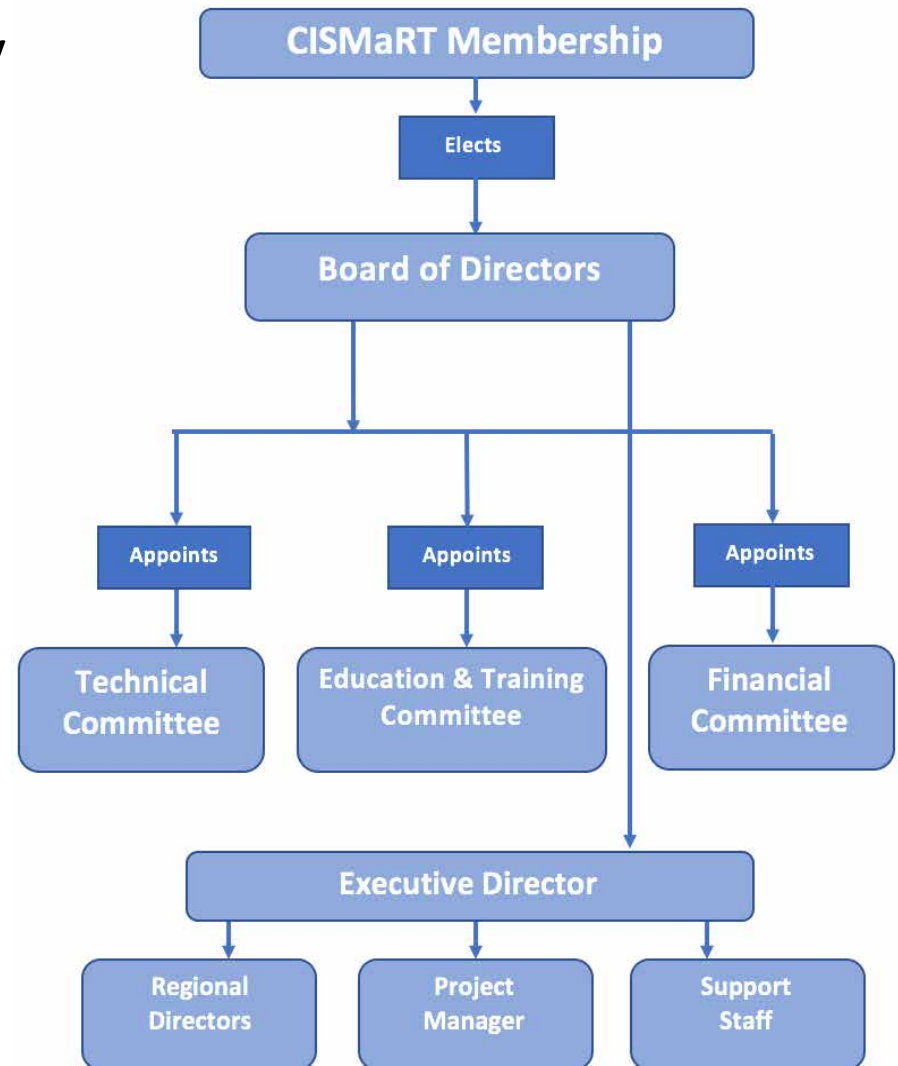 CISMaRT Membership
Elects
Board of Directors
Appoints
Appoints
Appoints
Technical
Committee
Education & Training
Committee
Financial
Committee
Executive Director
Regional
Directors
Project
Manager
Support
Staff